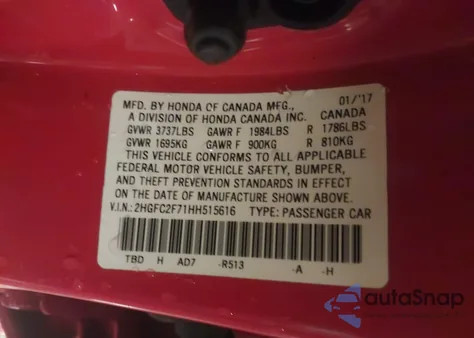 MFD. BY HONDA OF CANADA MFG., 01/'17
A DIVISION OF HONDA CANADA INC. CANADA
GVWR 3737LBS GAWR F 1984LBS R 1786LBS
GVWR 1695KG GAWR F 900KG R 810KG
THIS VEHICLE CONFORMS TO ALL APPLICABLE
FEDERAL MOTOR VEHICLE SAFETY, BUMPER,
AND THEFT PREVENTION STANDARDS IN EFFECT
ON THE DATE OF MANUFACTURE SHOWN ABOVE.
V.I.N.: 2HGFC2F71HH515616 TYPE: PASSENGER CAR
TBD H AD7 -R513 -A -H
autaSnap